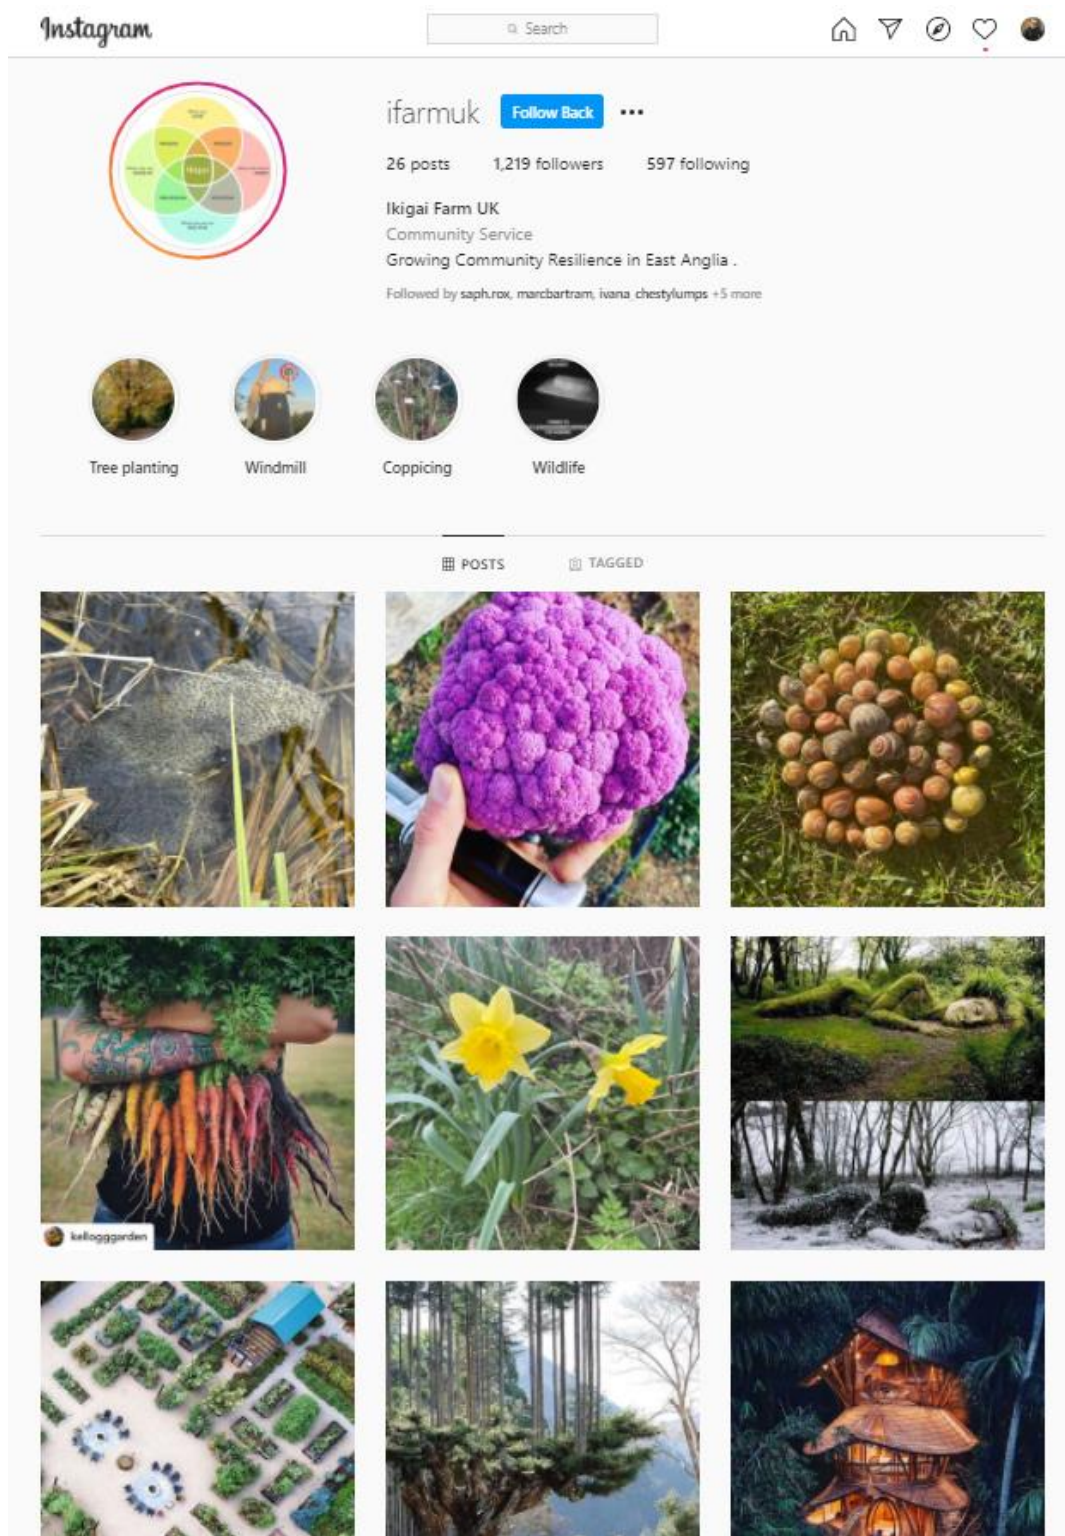 Instagram
Search
ifarmuk Follow Back
26 posts 1,219 followers 597 following
Ikigai Farm UK
Community Service
Growing Community Resilience in East Anglia .
Followed by saph.rox, marcbartram, ivana_chestylumps +5 more
Tree planting Windmill Coppicing Wildlife
POSTS TAGGED
kellogggarden